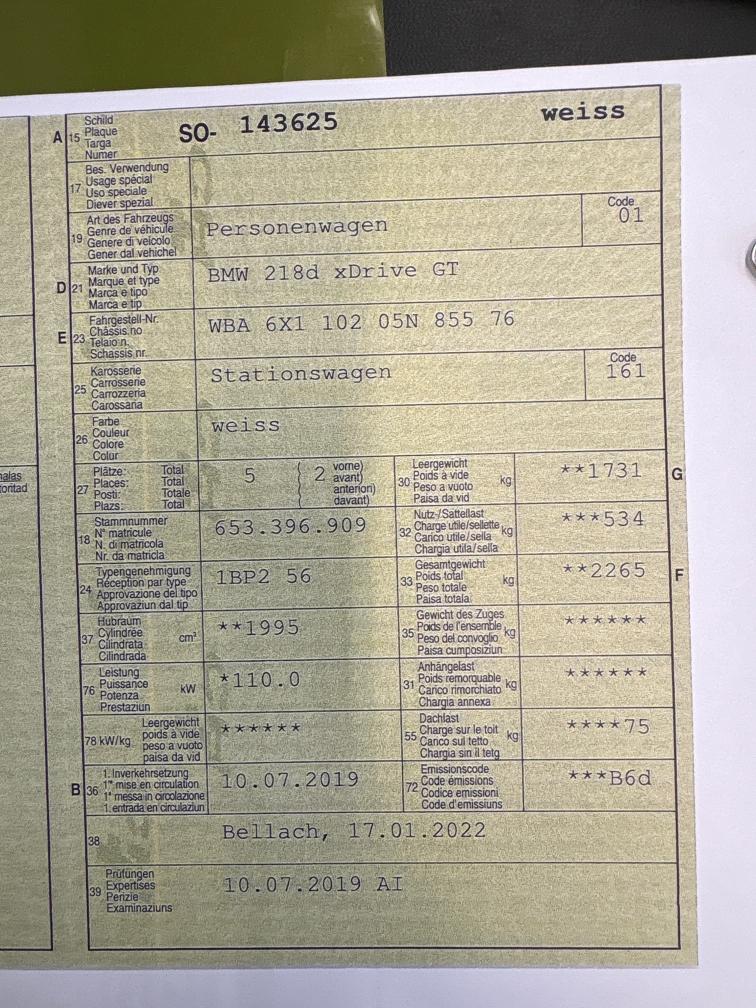 A 15 Schild
Plaque
Targa
Numer
SO- 143625 weiss
17 Bes. Verwendung
Usage spécial
Uso speciale
Diever spezial
19 Art des Fahrzeugs
Genre de véhicule
Genere di veicolo
Gener dal vehichel
Personenwagen
Code
01
D 21 Marke und Typ
Marque et type
Marca e tipo
Marca e tip
BMW 218d xDrive GT
E 23 Fahrgestell-Nr.
Châssis no
Telaio n.
Schassis nr.
WBA 6X1 102 05N 855 76
25 Karosserie
Carrosserie
Carrozzeria
Carossaria
Stationswagen
Code
161
26 Farbe
Couleur
Colore
Colur
weiss
27 Plätze: Total
Places: Total
Posti: Totale
Plazs: Total
5 { 2 vorne)
avant)
anteriori)
davant)
30 Leergewicht
Poids à vide
Peso a vuoto
Paisa da vid
kg
**1731 G
18 Stammnummer
N° matricule
N. di matricola
Nr. da matricla
653.396.909
32 Nutz-/Sattellast
Charge utile/sellette
Carico utile/sella
Chargia utila/sella
kg
***534
24 Typengenehmigung
Réception par type
Approvazione del tipo
Approvaziun dal tip
1BP2 56
33 Gesamtgewicht
Poids total
Peso totale
Paisa totala
kg
**2265 F
37 Hubraum
Cylindrée
Cilindrata
Cilindrada
cm³
**1995
35 Gewicht des Zuges
Poids de l'ensemble
Peso del convoglio
Paisa cumposiziun
kg
******
76 Leistung
Puissance
Potenza
Prestaziun
kW
*110.0
31 Anhängelast
Poids remorquable
Carico rimorchiato
Chargia annexa
kg
******
78 kW/kg Leergewicht
poids à vide
peso a vuoto
paisa da vid
******
55 Dachlast
Charge sur le toit
Carico sul tetto
Chargia sin il tetg
kg
****75
B 36 1. Inverkehrsetzung
1re mise en circulation
1a messa in circolazione
1. entrada en circulaziun
10.07.2019
72 Emissionscode
Code émissions
Codice emissioni
Code d'emissiuns
***B6d
38 Bellach, 17.01.2022
39 Prüfungen
Expertises
Perizie
Examinaziuns
10.07.2019 AI